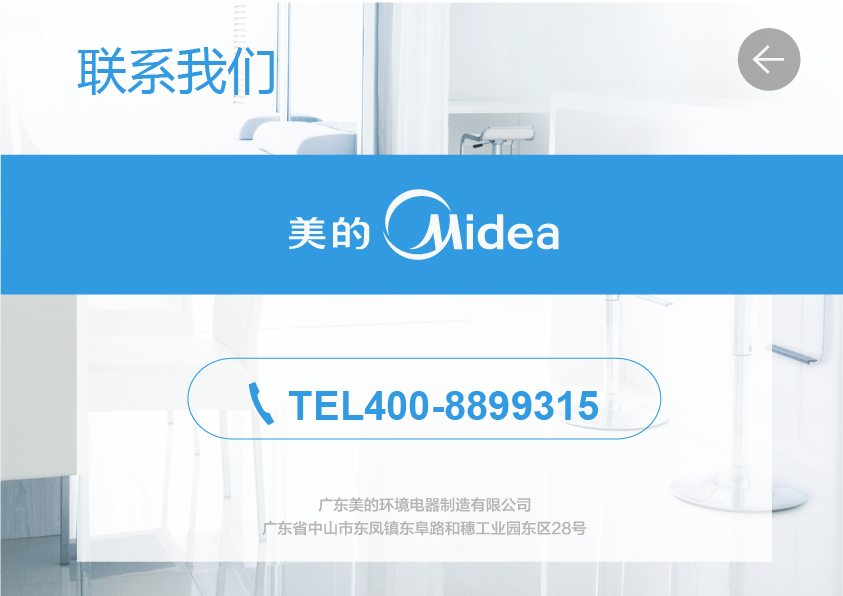 联系我们
美的 Midea
TEL400-8899315
广东美的环境电器制造有限公司
广东省中山市东凤镇东阜路和穗工业园东区28号